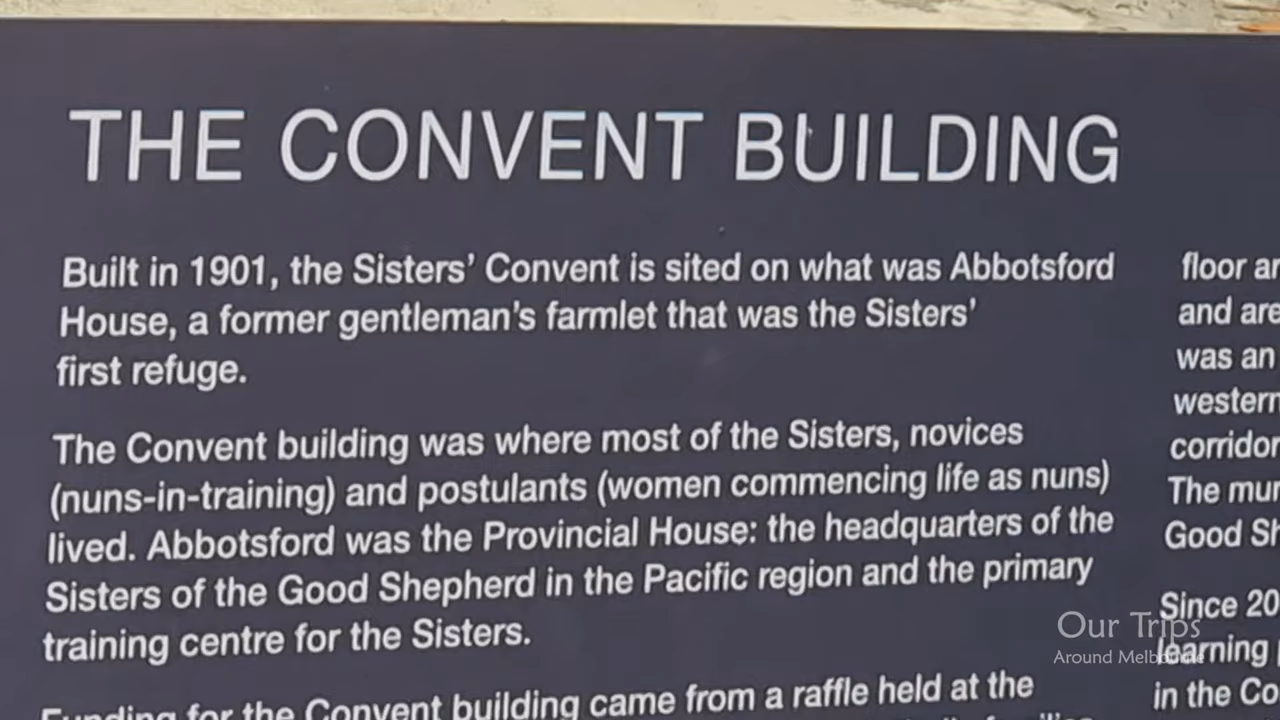 THE CONVENT BUILDING
Built in 1901, the Sisters’ Convent is sited on what was Abbotsford
House, a former gentleman’s farmlet that was the Sisters’
first refuge.
The Convent building was where most of the Sisters, novices
(nuns-in-training) and postulants (women commencing life as nuns)
lived. Abbotsford was the Provincial House: the headquarters of the
Sisters of the Good Shepherd in the Pacific region and the primary
training centre for the Sisters.
Funding for the Convent building came from a raffle held at the
floor
and are
was an
western
corridor
The
Good
Since
learning
in the
Our Trips
Around Melbourne